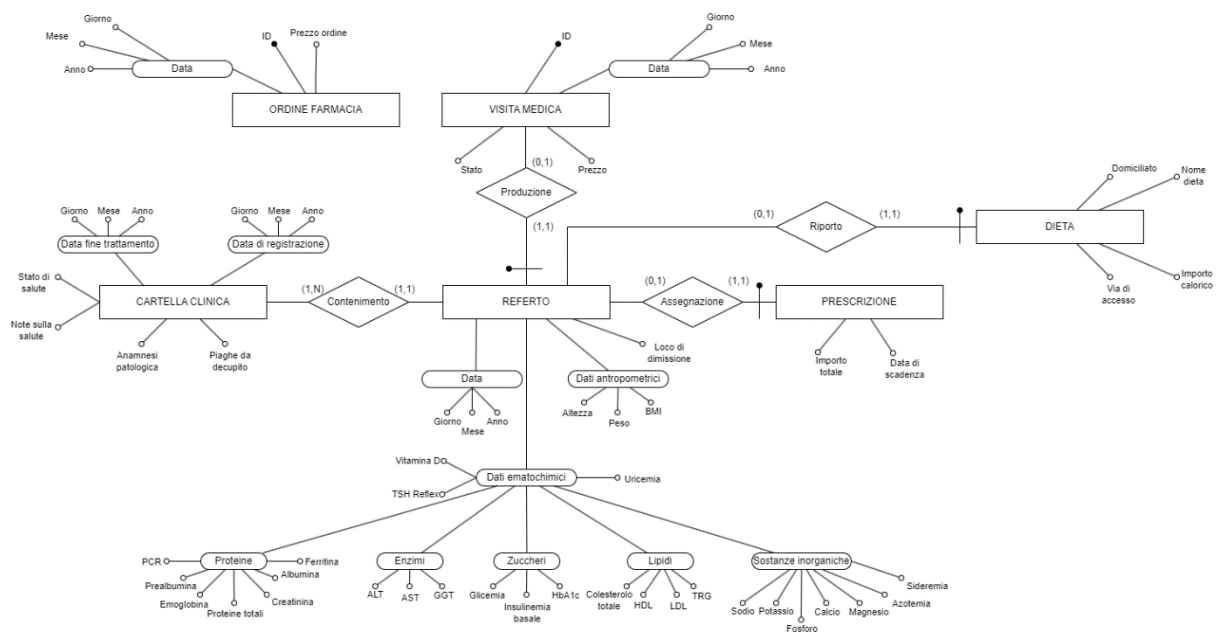 Giorno
Mese
Anno
Data
ID
Prezzo ordine
ORDINE FARMACIA
ID
Giorno
Mese
Anno
Data
VISITA MEDICA
Stato
(0,1)
Prezzo
Produzione
(1,1)
Domiciliato
Nome
dieta
(0,1)
Riporto
(1,1)
DIETA
Via di
accesso
Importo
calorico
Giorno
Mese
Anno
Data fine trattamento
Giorno
Mese
Anno
Data di registrazione
Stato di
salute
CARTELLA CLINICA
Note sulla
salute
Anamnesi
patologica
Piaghe da
decupito
(1,N)
Contenimento
(1,1)
REFERTO
(0,1)
Assegnazione
(1,1)
PRESCRIZIONE
Importo
totale
Data di
scadenza
Loco di
dimissione
Data
Giorno
Mese
Anno
Dati antropometrici
Altezza
Peso
BMI
Vitamina D
TSH Reflex
Dati ematochimici
Uricemia
PCR
Proteine
Ferritina
Prealbumina
Albumina
Emoglobina
Creatinina
Proteine totali
Enzimi
ALT
AST
GGT
Zuccheri
Glicemia
Insulinemia
basale
HbA1c
Lipidi
Colesterolo
totale
HDL
LDL
TRG
Sostanze inorganiche
Sideremia
Sodio
Potassio
Fosforo
Calcio
Magnesio
Azotemia